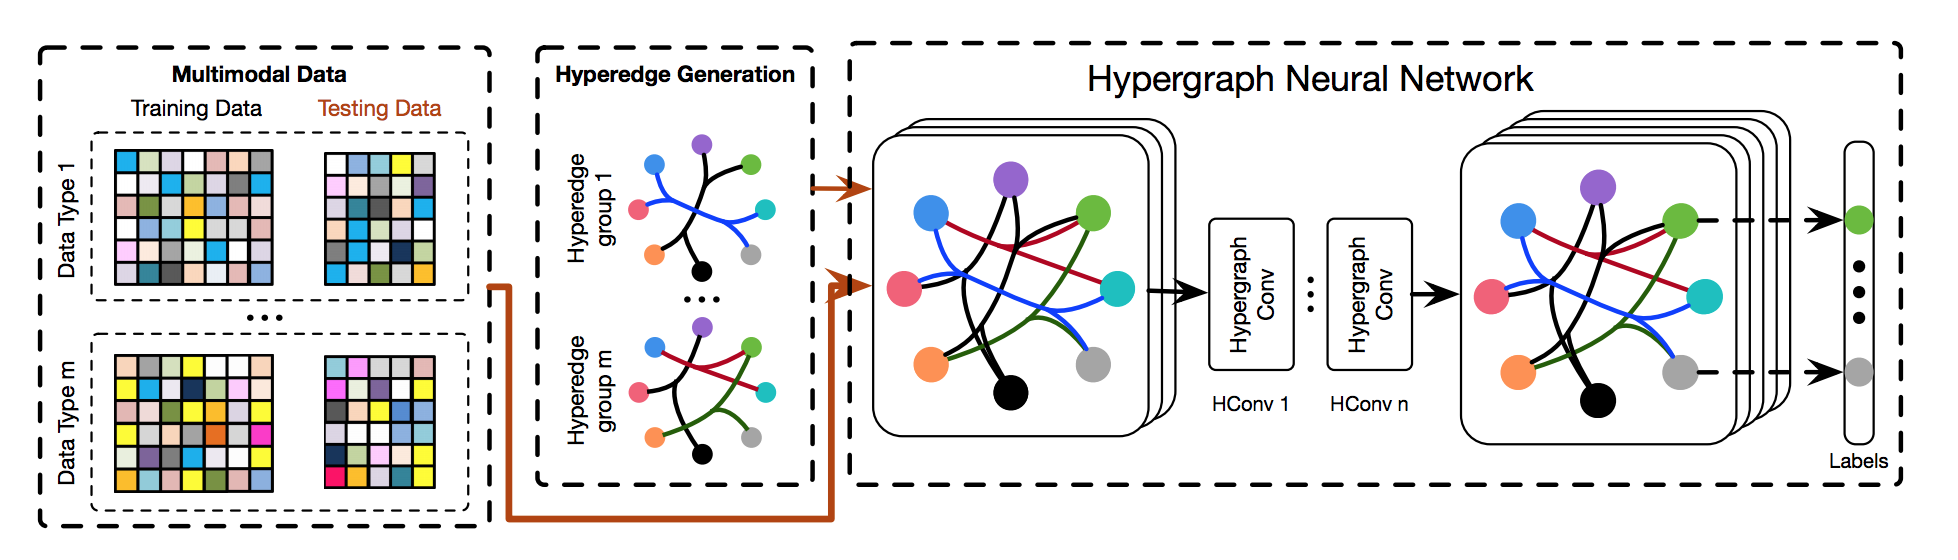 Multimodal Data
Training Data
Testing Data
Data Type 1
Data Type m
Hyperedge Generation
Hyperedge
group 1
Hyperedge
group m
Hypergraph Neural Network
Hypergraph
Conv
HConv 1
Hypergraph
Conv
HConv n
Labels